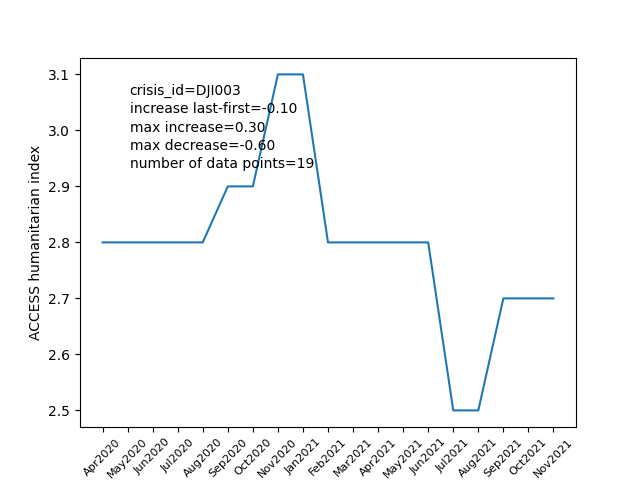 3.1
3.0
2.9
2.8
2.7
2.6
2.5
ACCESS humanitarian index
crisis_id=DJI003
increase last-first=-0.10
max increase=0.30
max decrease=-0.60
number of data points=19
Apr2020
May2020
Jun2020
Jul2020
Aug2020
Sep2020
Oct2020
Nov2020
Jan2021
Feb2021
Mar2021
Apr2021
May2021
Jun2021
Jul2021
Aug2021
Sep2021
Oct2021
Nov2021